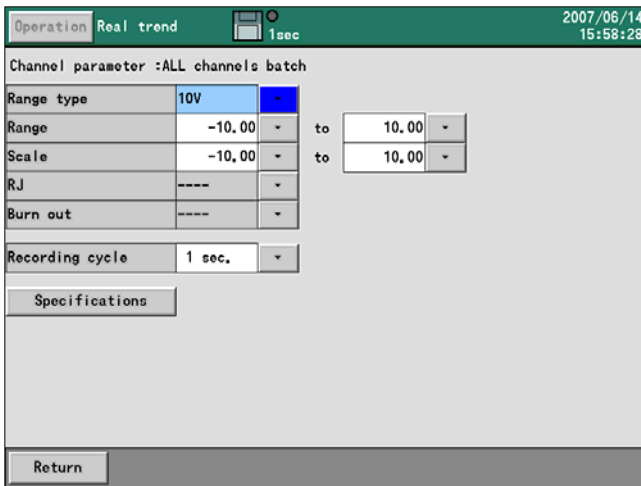 Operation Real trend 1sec 2007/06/14
15:58:28
Channel parameter :ALL channels batch
Range type 10V
Range -10.00 to 10.00
Scale -10.00 to 10.00
RJ ----
Burn out ----
Recording cycle 1 sec.
Specifications
Return